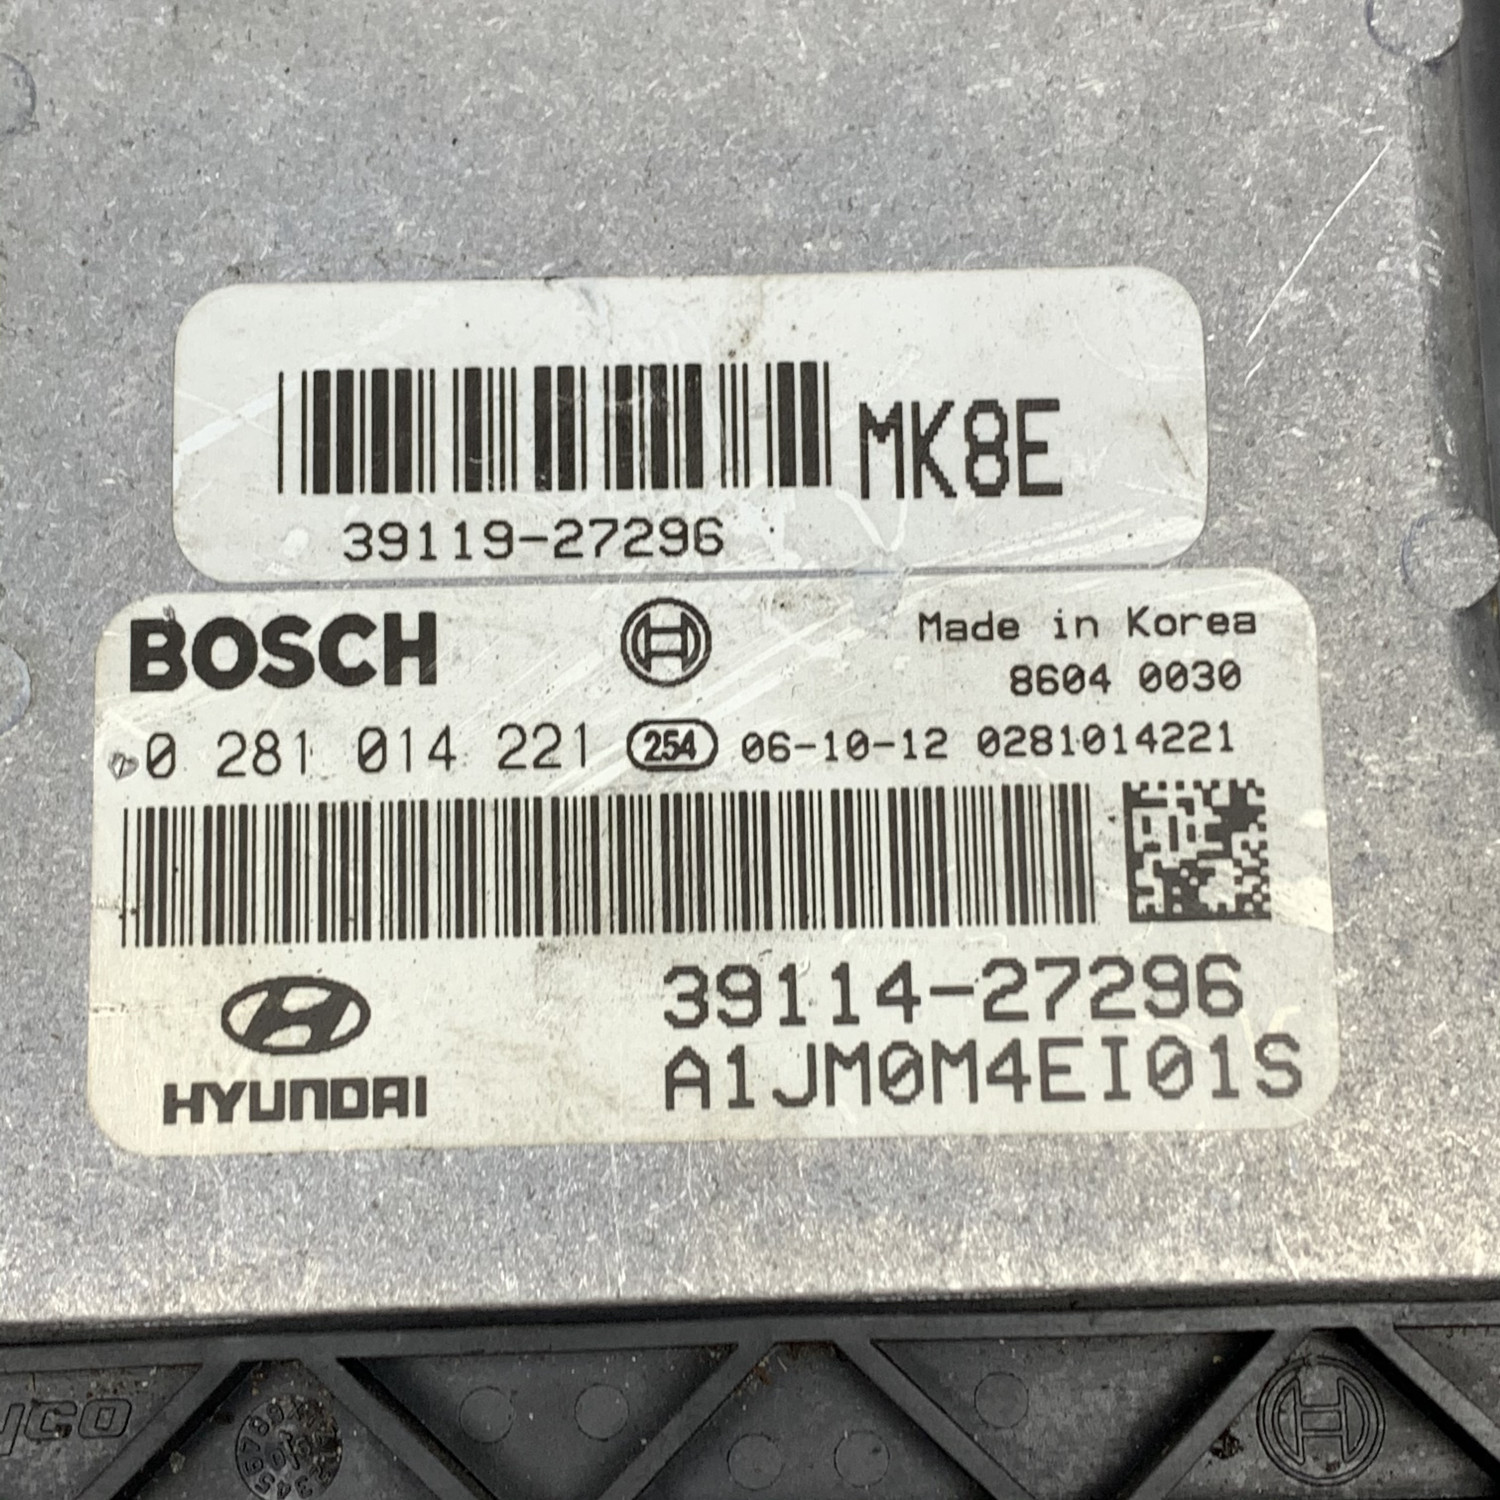 MK8E
39119-27296
BOSCH
Made in Korea
8604 0030
0 281 014 221 254 06-10-12 0281014221
39114-27296
HYUNDAI
A1JM0M4EI01S
yco